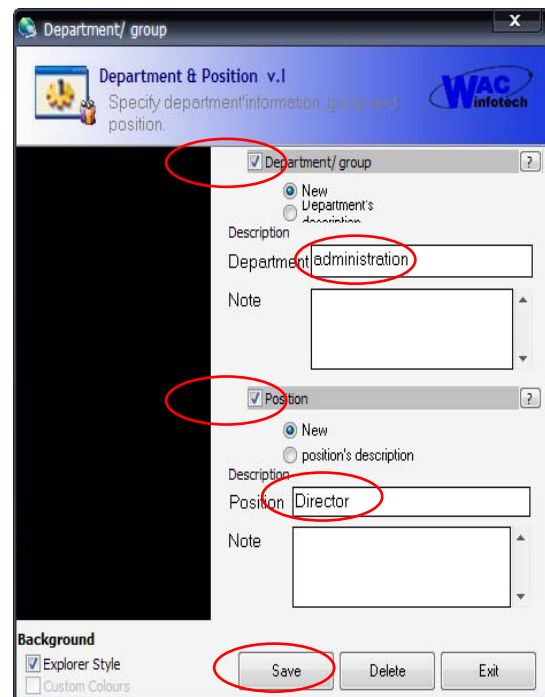 Department/ group
X
Department & Position v.I
Specify department'information, group and
position.
WAC
Infotech
Department/ group ?
New
Department's
description
Description
Department administration
Note
Position ?
New
position's description
Description
Position Director
Note
Background
Explorer Style
Custom Colours
Save Delete Exit